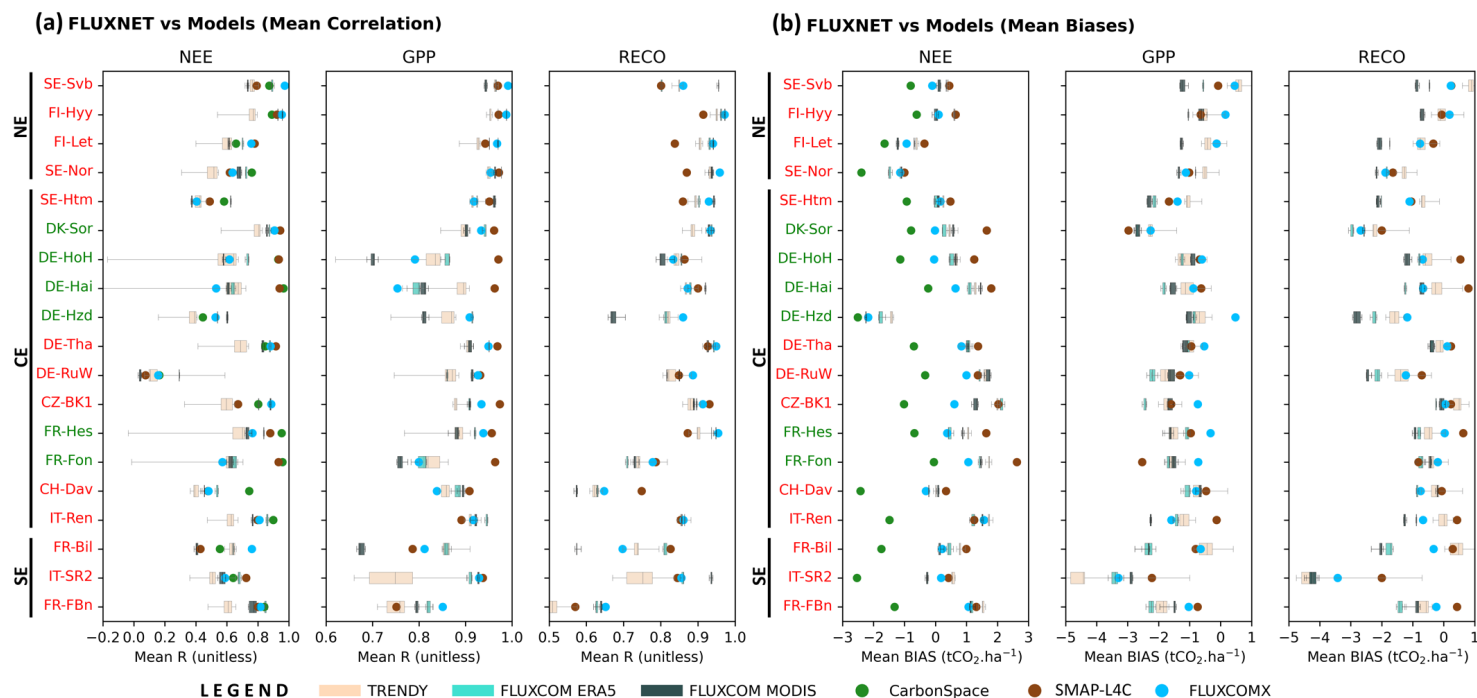 (a) FLUXNET vs Models (Mean Correlation)
NEE GPP RECO
NE
SE-Svb
FI-Hyy
FI-Let
SE-Nor
CE
SE-Htm
DK-Sor
DE-HoH
DE-Hai
DE-Hzd
DE-Tha
DE-RuW
CZ-BK1
FR-Hes
FR-Fon
CH-Dav
IT-Ren
SE
FR-Bil
IT-SR2
FR-FBn
−0.2 0.0 0.2 0.4 0.6 0.8 1.0
Mean R (unitless)
0.6 0.7 0.8 0.9 1.0
Mean R (unitless)
0.5 0.6 0.7 0.8 0.9 1.0
Mean R (unitless)
(b) FLUXNET vs Models (Mean Biases)
NEE GPP RECO
NE
SE-Svb
FI-Hyy
FI-Let
SE-Nor
CE
SE-Htm
DK-Sor
DE-HoH
DE-Hai
DE-Hzd
DE-Tha
DE-RuW
CZ-BK1
FR-Hes
FR-Fon
CH-Dav
IT-Ren
SE
FR-Bil
IT-SR2
FR-FBn
−3 −2 −1 0 1 2 3
Mean BIAS (tCO₂.ha⁻¹)
−5 −4 −3 −2 −1 0 1
Mean BIAS (tCO₂.ha⁻¹)
−5 −4 −3 −2 −1 0 1
Mean BIAS (tCO₂.ha⁻¹)
LEGEND TRENDY FLUXCOM ERA5 FLUXCOM MODIS CarbonSpace SMAP-L4C FLUXCOMX